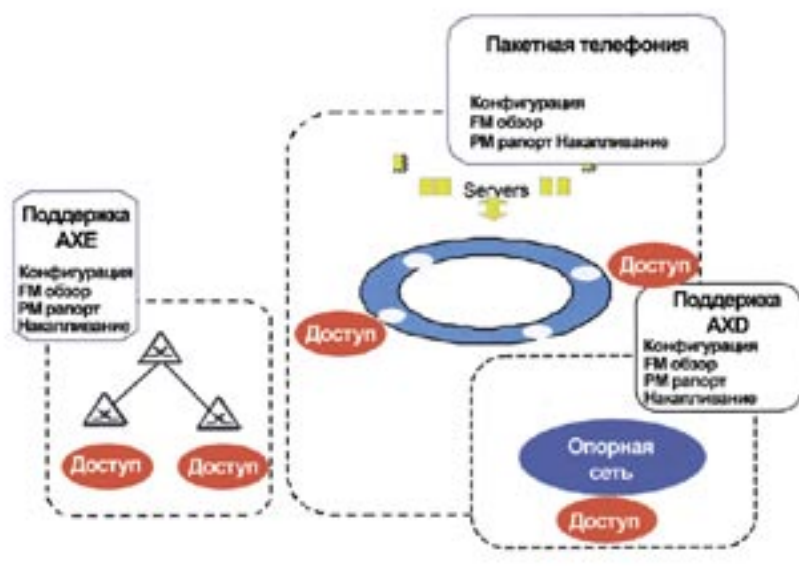 Пакетная телефония
Конфигурация
FM обзор
PM рапорт Накапливание
Servers
Поддержка
AXE
Конфигурация
FM обзор
PM рапорт
Накапливание
Доступ
Доступ
Поддержка
AXD
Конфигурация
FM обзор
PM рапорт
Накапливание
Доступ
Доступ
Опорная
сеть
Доступ